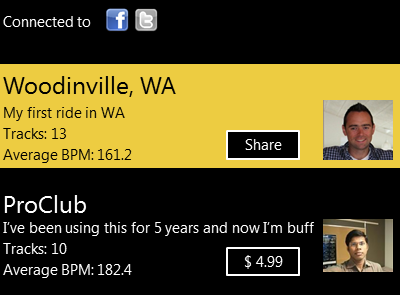 Connected to f t
Woodinville, WA
My first ride in WA
Tracks: 13
Average BPM: 161.2
Share
ProClub
I've been using this for 5 years and now I'm buff
Tracks: 10
Average BPM: 182.4
$ 4.99